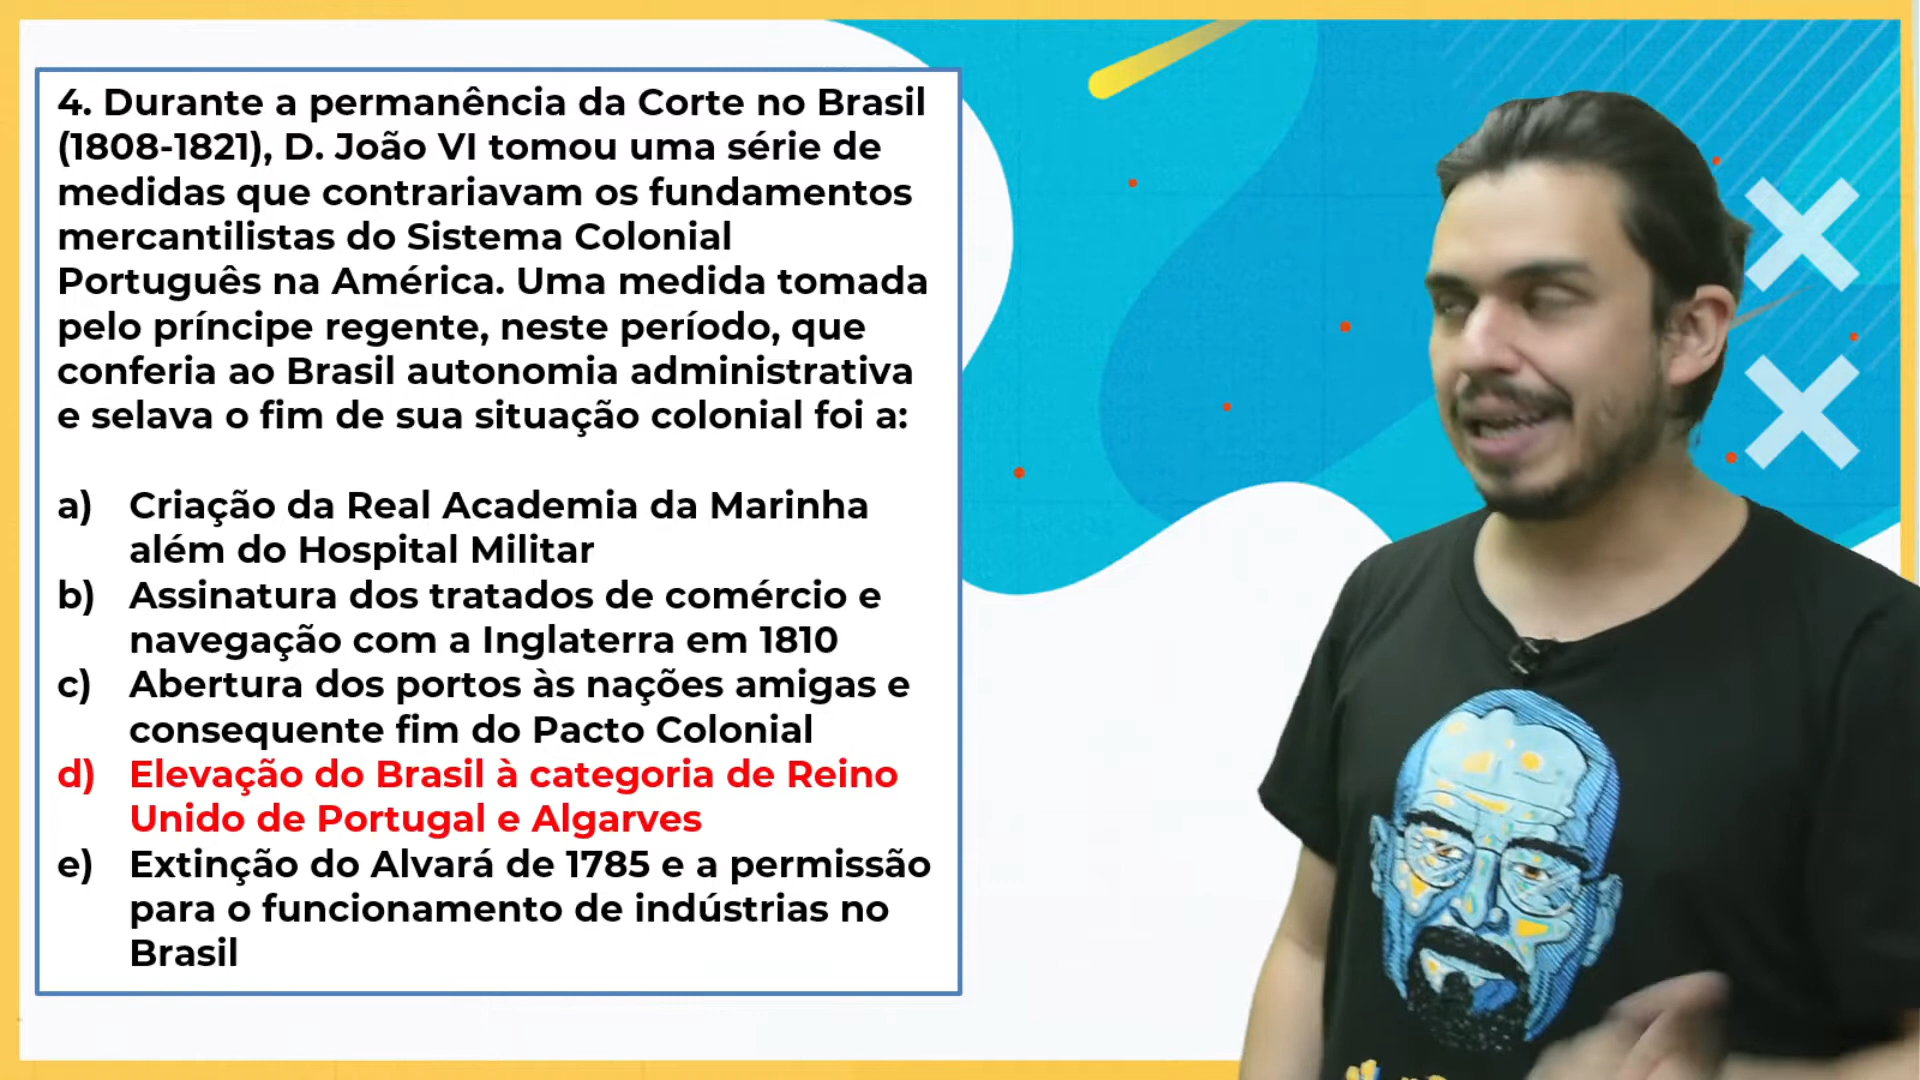 4. Durante a permanência da Corte no Brasil
(1808-1821), D. João VI tomou uma série de
medidas que contrariavam os fundamentos
mercantilistas do Sistema Colonial
Português na América. Uma medida tomada
pelo príncipe regente, neste período, que
conferia ao Brasil autonomia administrativa
e selava o fim de sua situação colonial foi a:
a) Criação da Real Academia da Marinha
além do Hospital Militar
b) Assinatura dos tratados de comércio e
navegação com a Inglaterra em 1810
c) Abertura dos portos às nações amigas e
consequente fim do Pacto Colonial
d) Elevação do Brasil à categoria de Reino
Unido de Portugal e Algarves
e) Extinção do Alvará de 1785 e a permissão
para o funcionamento de indústrias no
Brasil